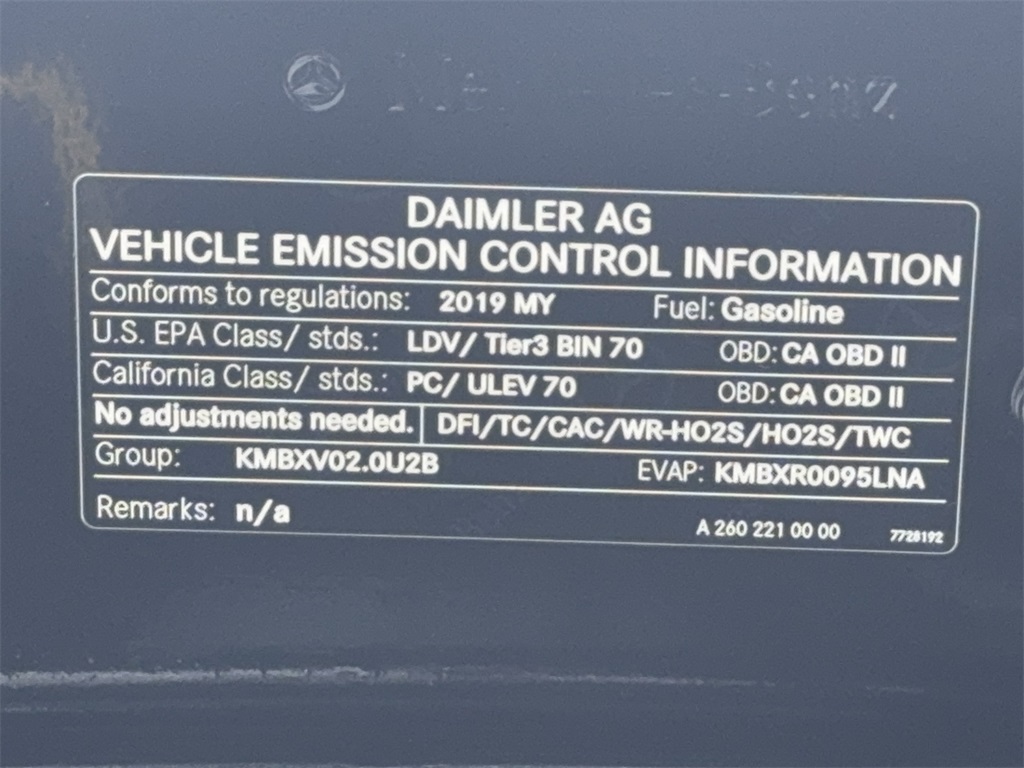 DAIMLER AG
VEHICLE EMISSION CONTROL INFORMATION
Conforms to regulations: 2019 MY Fuel: Gasoline
U.S. EPA Class/ stds.: LDV/ Tier3 BIN 70 OBD: CA OBD II
California Class/ stds.: PC/ ULEV 70 OBD: CA OBD II
No adjustments needed. DFI/TC/CAC/WR-HO2S/HO2S/TWC
Group: KMBXV02.0U2B EVAP: KMBXR0095LNA
Remarks: n/a A 260 221 00 00 7728192